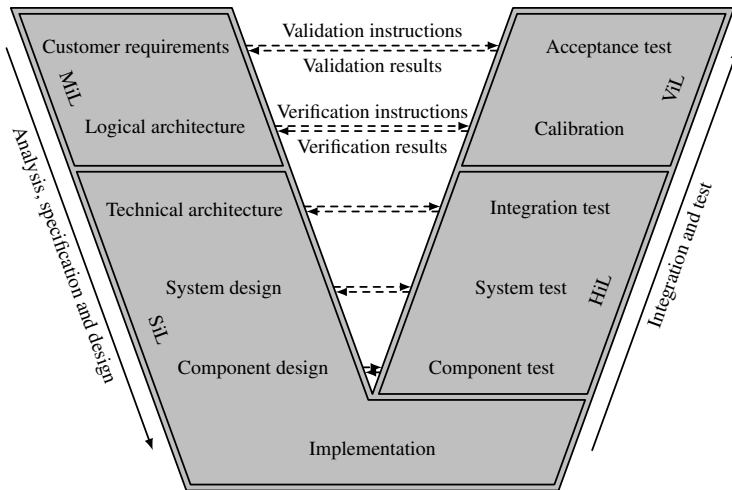 Customer requirements
Validation instructions
Validation results
Acceptance test
MiL
ViL
Logical architecture
Verification instructions
Verification results
Calibration
Technical architecture
Integration test
System design
System test
SiL
HiL
Component design
Component test
Implementation
Analysis, specification and design
Integration and test